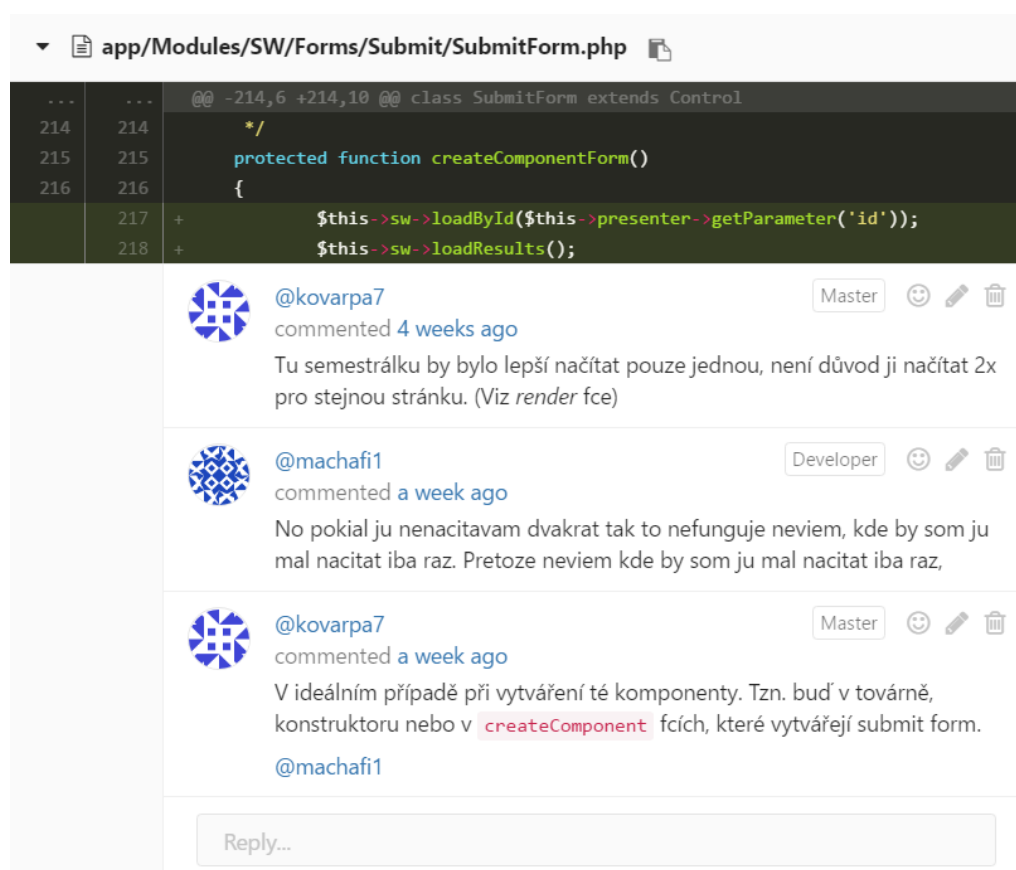 app/Modules/SW/Forms/Submit/SubmitForm.php
... ... @@ -214,6 +214,10 @@ class SubmitForm extends Control
214 214 */
215 215 protected function createComponentForm()
216 216 {
217 + $this->sw->loadById($this->presenter->getParameter('id'));
218 + $this->sw->loadResults();
@kovarpa7 Master
commented 4 weeks ago
Tu semestrálku by bylo lepší načítat pouze jednou, není důvod ji načítat 2x
pro stejnou stránku. (Viz render fce)
@machafi1 Developer
commented a week ago
No pokial ju nenacitavam dvakrat tak to nefunguje neviem, kde by som ju
mal nacitat iba raz. Pretoze neviem kde by som ju mal nacitat iba raz,
@kovarpa7 Master
commented a week ago
V ideálním případě při vytváření té komponenty. Tzn. buď v továrně,
konstruktoru nebo v createComponent fcích, které vytvářejí submit form.
@machafi1
Reply...